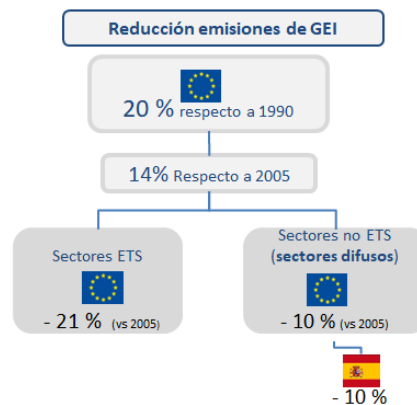 Reducción emisiones de GEI
20 % respecto a 1990
14% Respecto a 2005
Sectores ETS
- 21 % (vs 2005)
Sectores no ETS
(sectores difusos)
- 10 % (vs 2005)
- 10 %